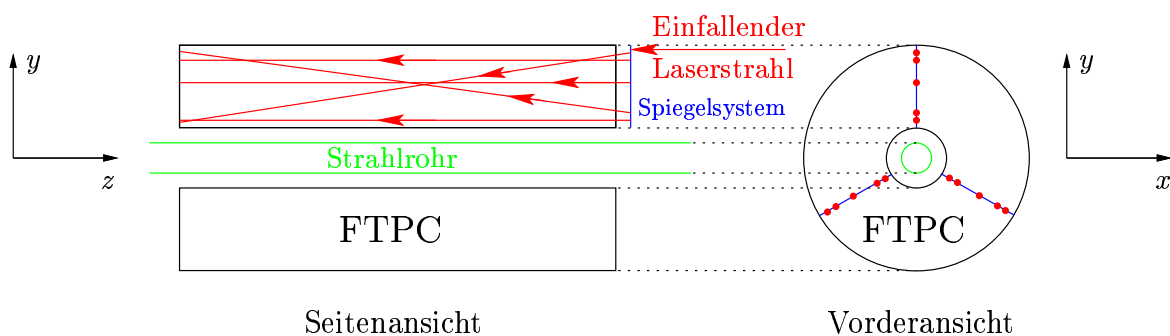 y
z
Einfallender
Laserstrahl
Spiegelsystem
Strahlrohr
FTPC
Seitenansicht
y
x
FTPC
Vorderansicht